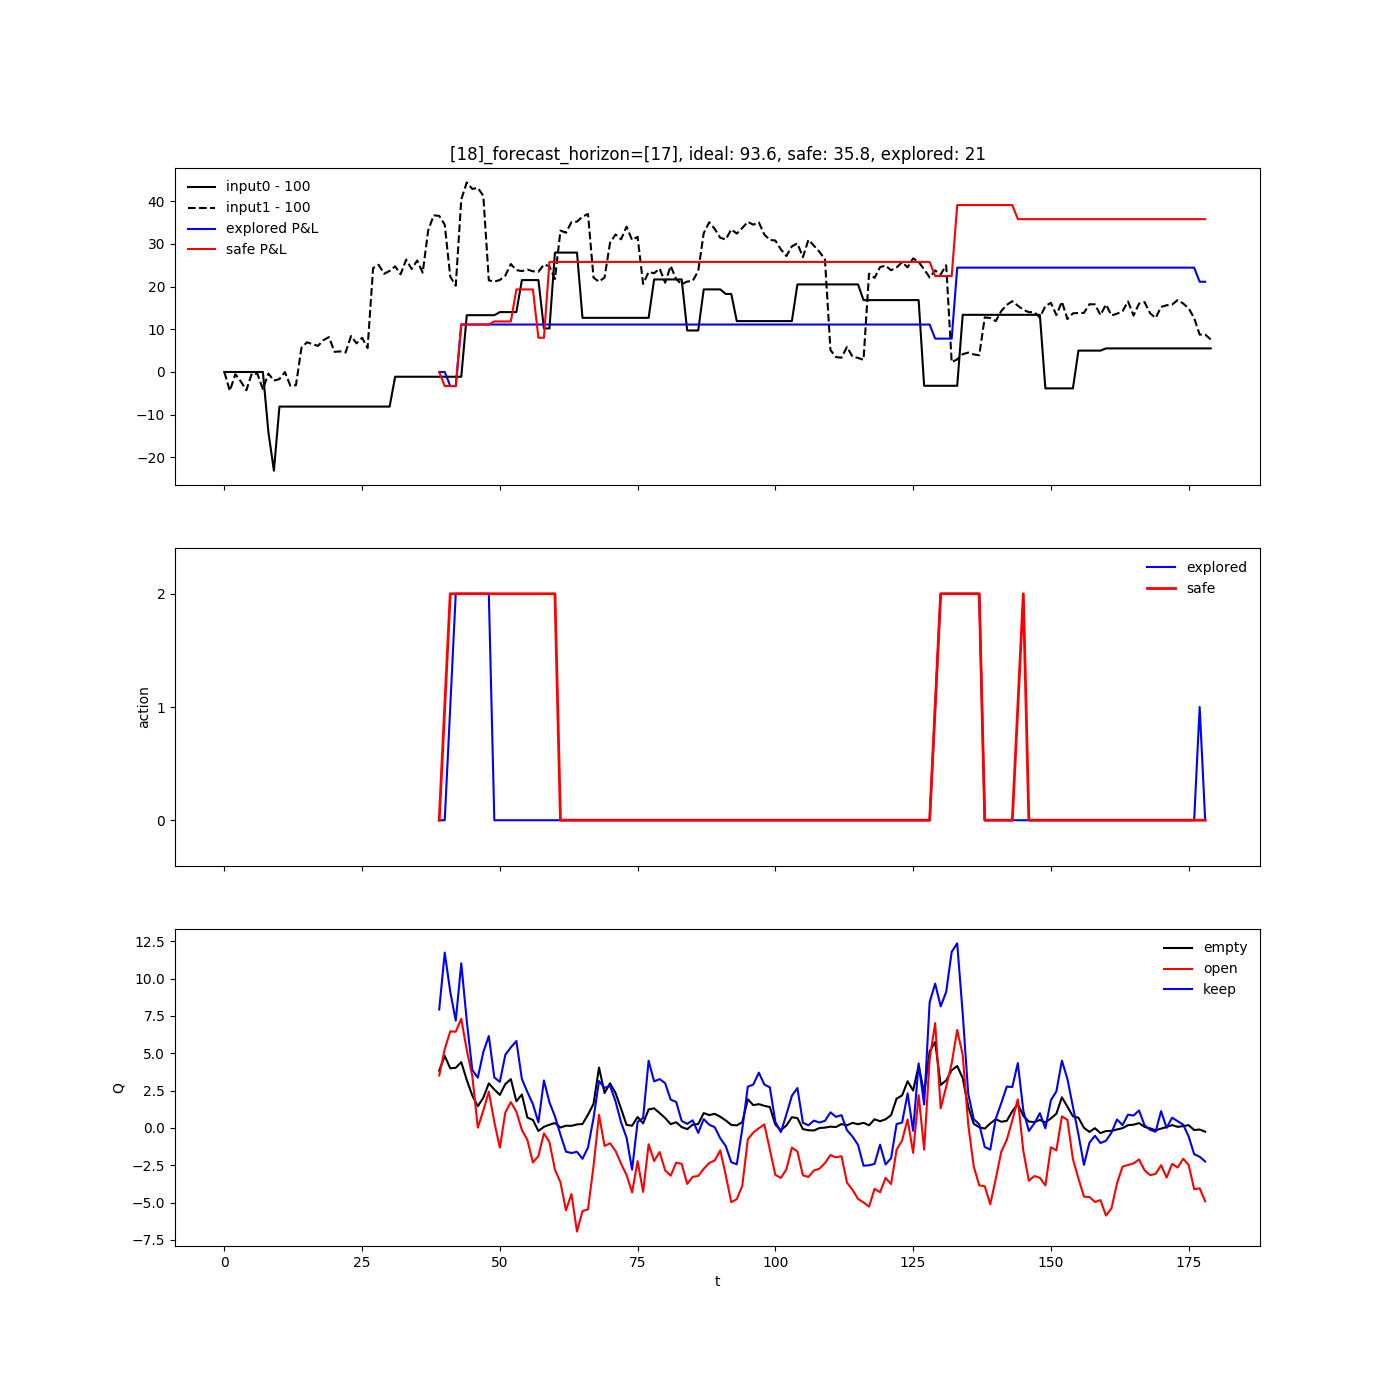 [18]_forecast_horizon=[17], ideal: 93.6, safe: 35.8, explored: 21
input0 - 100
input1 - 100
explored P&L
safe P&L
40
30
20
10
0
−10
−20
explored
safe
2
1
0
action
empty
open
keep
12.5
10.0
7.5
5.0
2.5
0.0
−2.5
−5.0
−7.5
Q
0 25 50 75 100 125 150 175
t